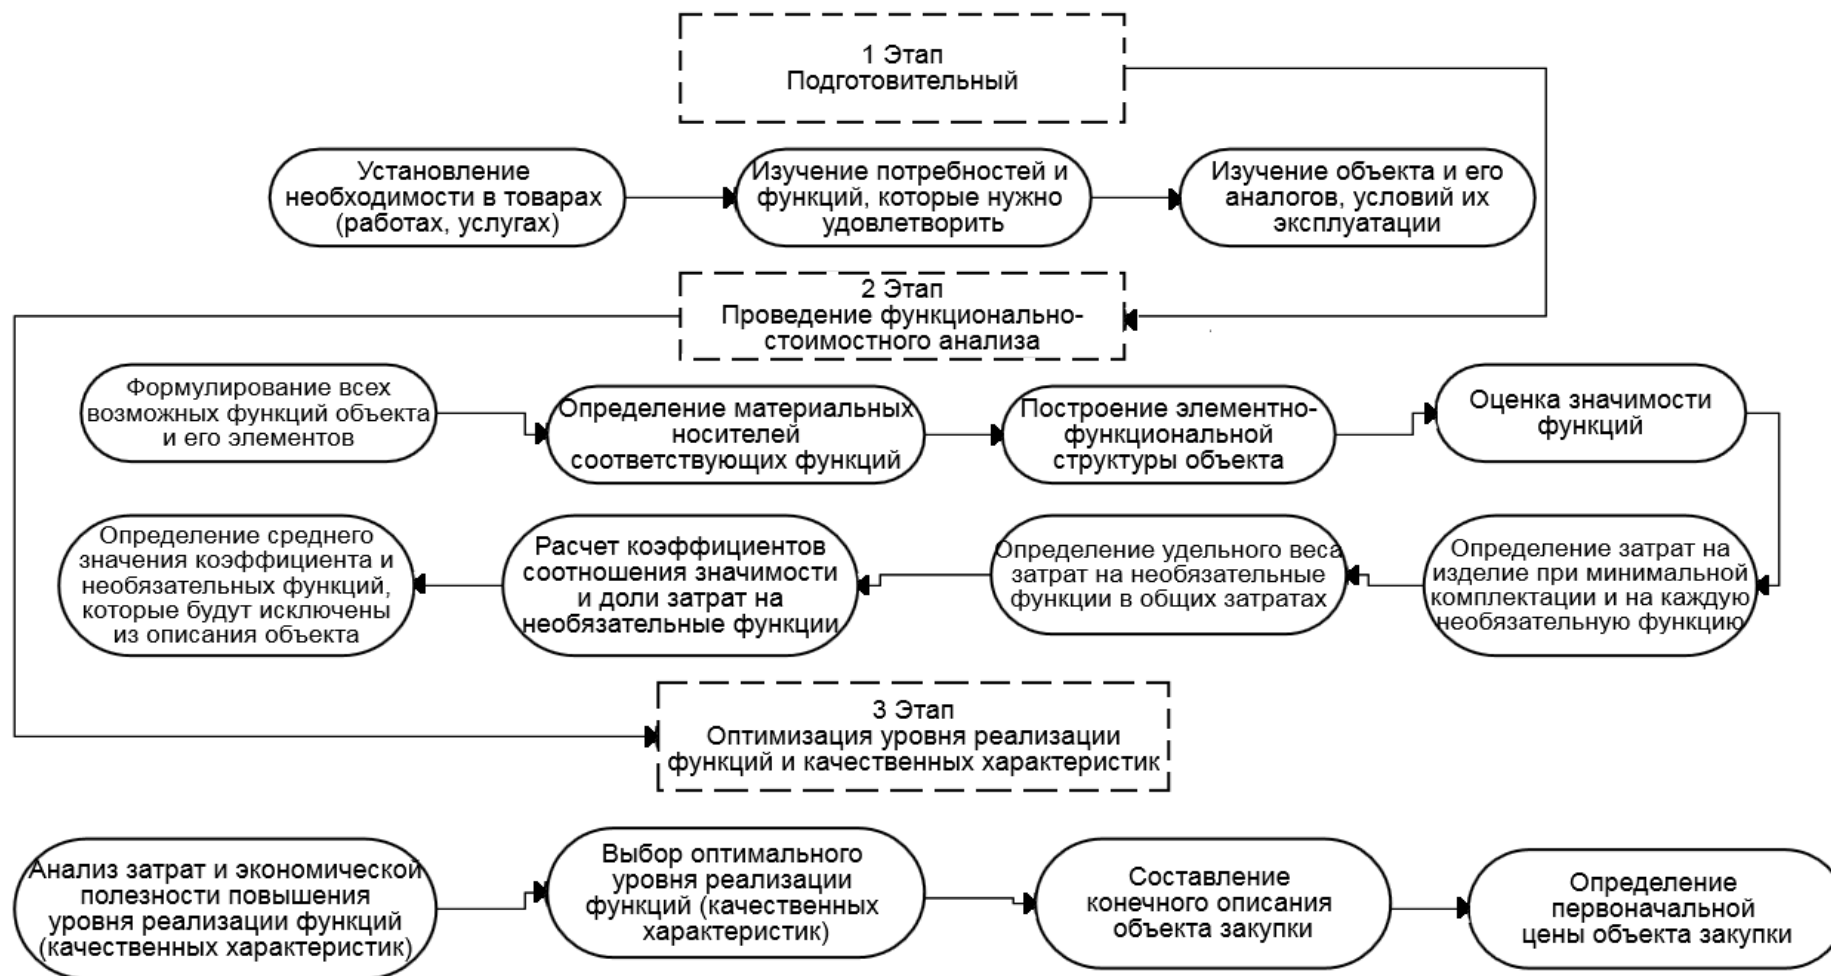 1 Этап
Подготовительный
Установление
необходимости в товарах
(работах, услугах)
Изучение потребностей и
функций, которые нужно
удовлетворить
Изучение объекта и его
аналогов, условий их
эксплуатации
2 Этап
Проведение функционально-
стоимостного анализа
Формулирование всех
возможных функций объекта
и его элементов
Определение материальных
носителей
соответствующих функций
Построение элементно-
функциональной
структуры объекта
Оценка значимости
функций
Определение затрат на
изделие при минимальной
комплектации и на каждую
необязательную функцию
Определение удельного веса
затрат на необязательные
функции в общих затратах
Расчет коэффициентов
соотношения значимости
и доли затрат на
необязательные функции
Определение среднего
значения коэффициента и
необязательных функций,
которые будут исключены
из описания объекта
3 Этап
Оптимизация уровня реализации
функций и качественных характеристик
Анализ затрат и экономической
полезности повышения
уровня реализации функций
(качественных характеристик)
Выбор оптимального
уровня реализации
функций (качественных
характеристик)
Составление
конечного описания
объекта закупки
Определение
первоначальной
цены объекта закупки